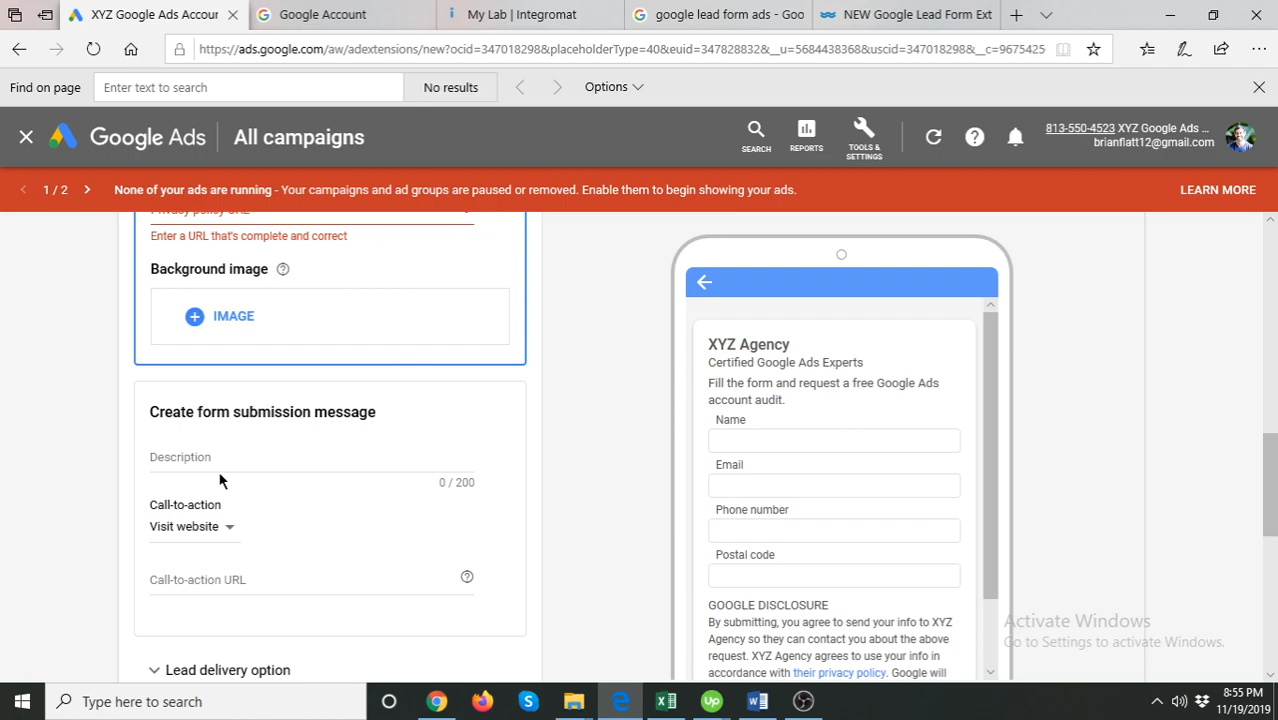 XYZ Google Ads Accour
Google Account
My Lab | Integromat
google lead form ads - Goo
NEW Google Lead Form Ext
https://ads.google.com/aw/adextensions/new?ocid=347018298&placeholderType=40&euid=347828832&__u=5684438368&uscid=347018298&__c=9675425
Find on page
Enter text to search
No results
Options
Google Ads
All campaigns
SEARCH
REPORTS
TOOLS &
SETTINGS
813-550-4523 XYZ Google Ads ...
brianflatt12@gmail.com
1 / 2
None of your ads are running - Your campaigns and ad groups are paused or removed. Enable them to begin showing your ads.
LEARN MORE
Privacy policy URL
Enter a URL that's complete and correct
Background image
IMAGE
Create form submission message
Description
0 / 200
Call-to-action
Visit website
Call-to-action URL
Lead delivery option
XYZ Agency
Certified Google Ads Experts
Fill the form and request a free Google Ads
account audit.
Name
Email
Phone number
Postal code
GOOGLE DISCLOSURE
By submitting, you agree to send your info to XYZ
Agency so they can contact you about the above
request. XYZ Agency agrees to use your info in
accordance with their privacy policy. Google will
Activate Windows
Go to Settings to activate Windows.
Type here to search
8:55 PM
11/19/2019